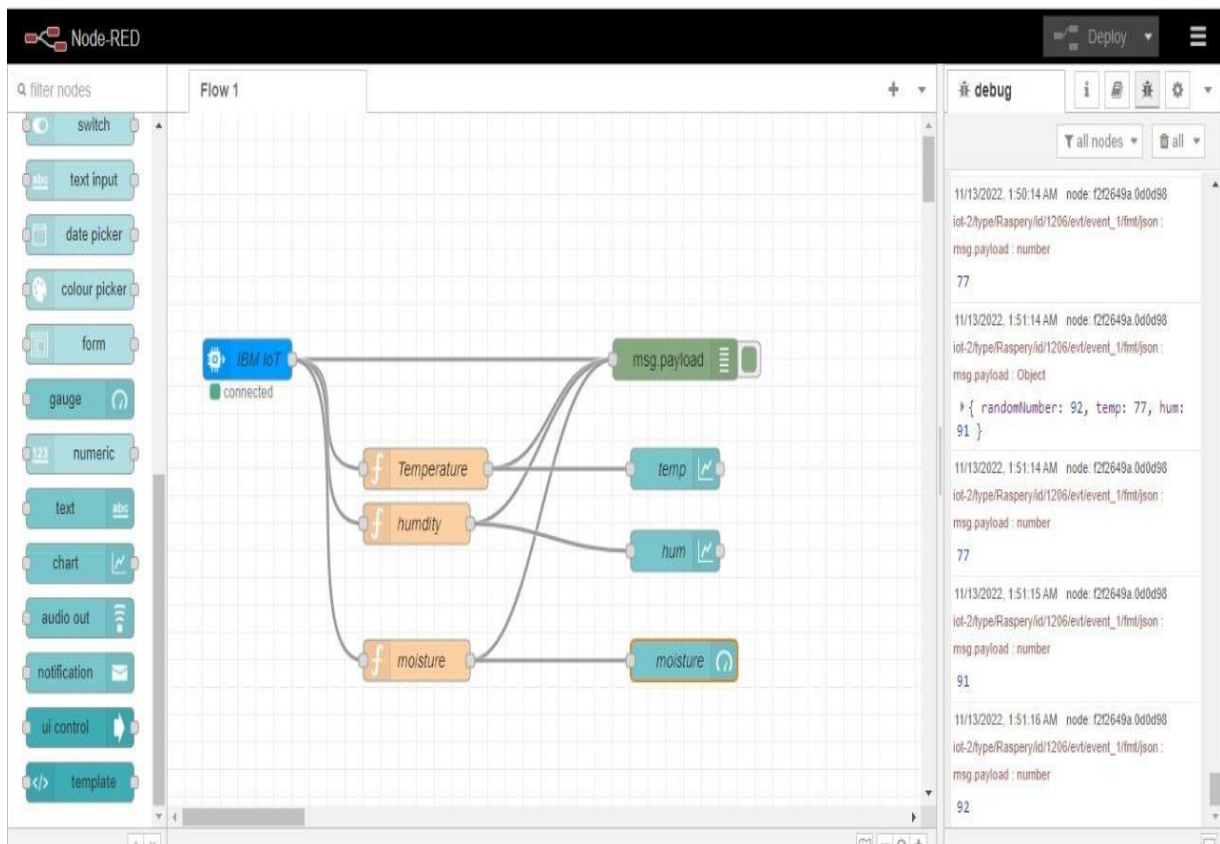 Node-RED
Deploy
filter nodes
Flow 1
debug
i
all nodes
all
switch
abc text input
date picker
colour picker
form
gauge
123 numeric
text abc
chart
audio out
notification
ui control
</> template
IBM IoT
connected
msg.payload
f Temperature
temp
f humdity
hum
f moisture
moisture
11/13/2022, 1:50:14 AM node: f2f2649a.0d0d98
iot-2/type/Raspery/id/1206/evt/event_1/fmt/json :
msg.payload : number
77
11/13/2022, 1:51:14 AM node: f2f2649a.0d0d98
iot-2/type/Raspery/id/1206/evt/event_1/fmt/json :
msg.payload : Object
{ randomNumber: 92, temp: 77, hum:
91 }
11/13/2022, 1:51:14 AM node: f2f2649a.0d0d98
iot-2/type/Raspery/id/1206/evt/event_1/fmt/json :
msg.payload : number
77
11/13/2022, 1:51:15 AM node: f2f2649a.0d0d98
iot-2/type/Raspery/id/1206/evt/event_1/fmt/json :
msg.payload : number
91
11/13/2022, 1:51:16 AM node: f2f2649a.0d0d98
iot-2/type/Raspery/id/1206/evt/event_1/fmt/json :
msg.payload : number
92